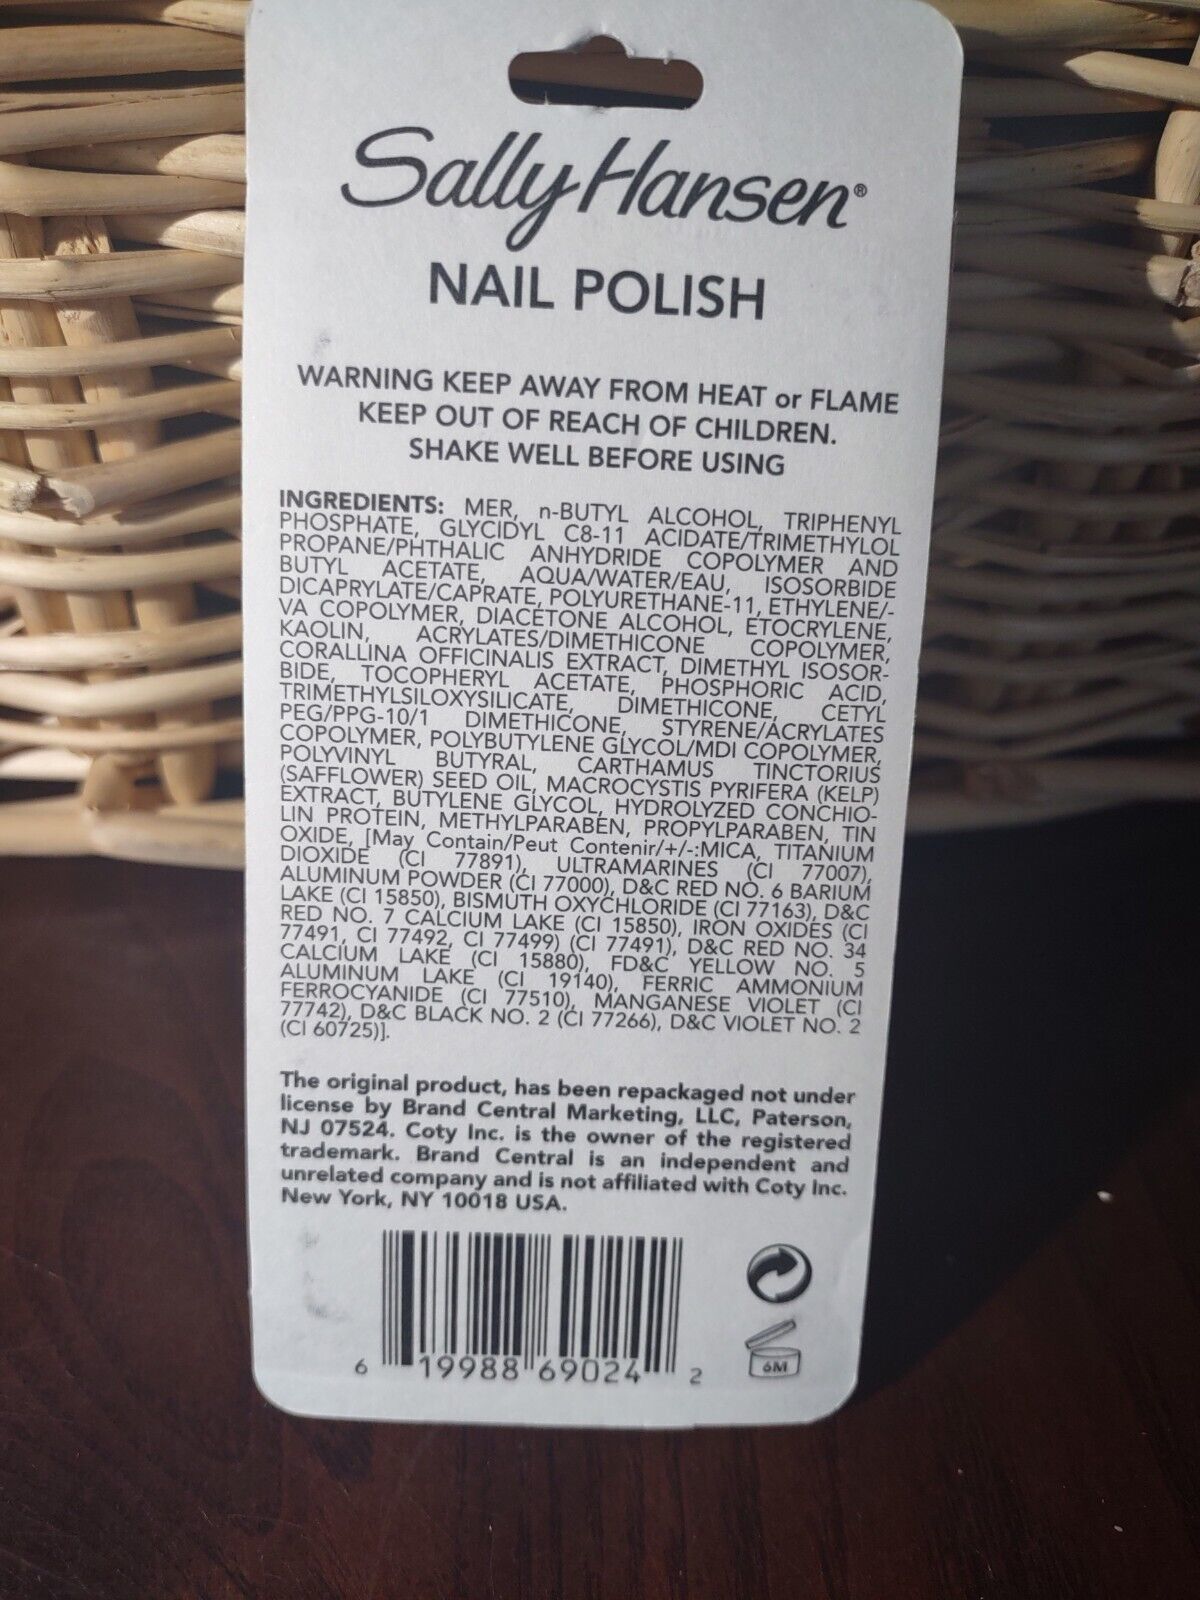 Sally Hansen®
NAIL POLISH
WARNING KEEP AWAY FROM HEAT or FLAME
KEEP OUT OF REACH OF CHILDREN.
SHAKE WELL BEFORE USING
INGREDIENTS: MER, n-BUTYL ALCOHOL, TRIPHENYL
PHOSPHATE, GLYCIDYL C8-11 ACIDATE/TRIMETHYLOL
PROPANE/PHTHALIC ANHYDRIDE COPOLYMER AND
BUTYL ACETATE, AQUA/WATER/EAU, ISOSORBIDE
DICAPRYLATE/CAPRATE, POLYURETHANE-11, ETHYLENE/-
VA COPOLYMER, DIACETONE ALCOHOL, ETOCRYLENE,
KAOLIN, ACRYLATES/DIMETHICONE COPOLYMER,
CORALLINA OFFICINALIS EXTRACT, DIMETHYL ISOSOR-
BIDE, TOCOPHERYL ACETATE, PHOSPHORIC ACID,
TRIMETHYLSILOXYSILICATE, DIMETHICONE, CETYL
PEG/PPG-10/1 DIMETHICONE, STYRENE/ACRYLATES
COPOLYMER, POLYBUTYLENE GLYCOL/MDI COPOLYMER,
POLYVINYL BUTYRAL, CARTHAMUS TINCTORIUS
(SAFFLOWER) SEED OIL, MACROCYSTIS PYRIFERA (KELP)
EXTRACT, BUTYLENE GLYCOL, HYDROLYZED CONCHIO-
LIN PROTEIN, METHYLPARABEN, PROPYLPARABEN, TIN
OXIDE, [May Contain/Peut Contenir/+/-:MICA, TITANIUM
DIOXIDE (CI 77891), ULTRAMARINES (CI 77007),
ALUMINUM POWDER (CI 77000), D&C RED NO. 6 BARIUM
LAKE (CI 15850), BISMUTH OXYCHLORIDE (CI 77163), D&C
RED NO. 7 CALCIUM LAKE (CI 15850), IRON OXIDES (CI
77491, CI 77492, CI 77499) (CI 77491), D&C RED NO. 34
CALCIUM LAKE (CI 15880), FD&C YELLOW NO. 5
ALUMINUM LAKE (CI 19140), FERRIC AMMONIUM
FERROCYANIDE (CI 77510), MANGANESE VIOLET (CI
77742), D&C BLACK NO. 2 (CI 77266), D&C VIOLET NO. 2
(CI 60725)].
The original product, has been repackaged not under
license by Brand Central Marketing, LLC, Paterson,
NJ 07524. Coty Inc. is the owner of the registered
trademark. Brand Central is an independent and
unrelated company and is not affiliated with Coty Inc.
New York, NY 10018 USA.
6 19988 69024 2
6M